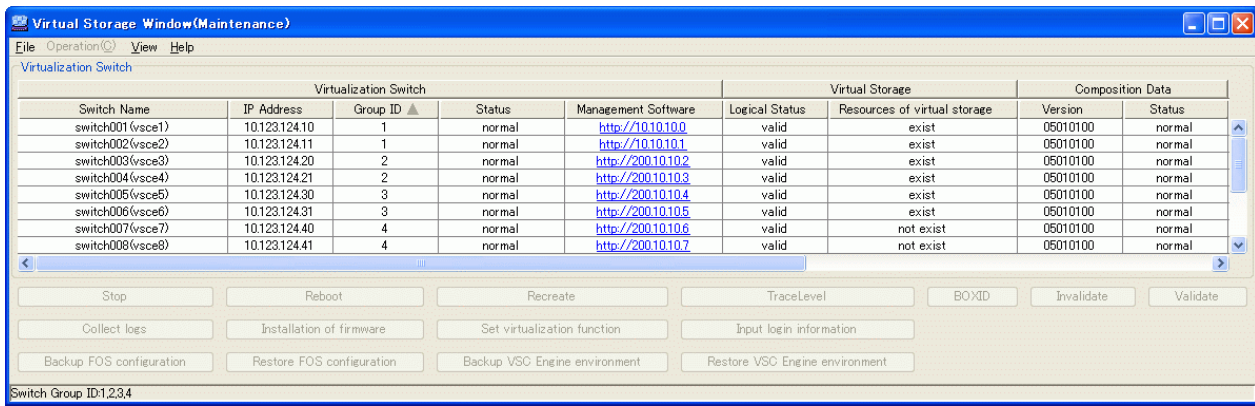 Virtual Storage Window(Maintenance)
File Operation(O) View Help
Virtualization Switch
Virtualization Switch Virtual Storage Composition Data
Switch Name IP Address Group ID Status Management Software Logical Status Resources of virtual storage Version Status
switch001(vsce1) 10.123.124.10 1 normal http://10.10.10.0 valid exist 05010100 normal
switch002(vsce2) 10.123.124.11 1 normal http://10.10.10.1 valid exist 05010100 normal
switch003(vsce3) 10.123.124.20 2 normal http://200.10.10.2 valid exist 05010100 normal
switch004(vsce4) 10.123.124.21 2 normal http://200.10.10.3 valid exist 05010100 normal
switch005(vsce5) 10.123.124.30 3 normal http://200.10.10.4 valid exist 05010100 normal
switch006(vsce6) 10.123.124.31 3 normal http://200.10.10.5 valid exist 05010100 normal
switch007(vsce7) 10.123.124.40 4 normal http://200.10.10.6 valid not exist 05010100 normal
switch008(vsce8) 10.123.124.41 4 normal http://200.10.10.7 valid not exist 05010100 normal
Stop Reboot Recreate TraceLevel BOXID Invalidate Validate
Collect logs Installation of firmware Set virtualization function Input login information
Backup FOS configuration Restore FOS configuration Backup VSC Engine environment Restore VSC Engine environment
Switch Group ID:1,2,3,4